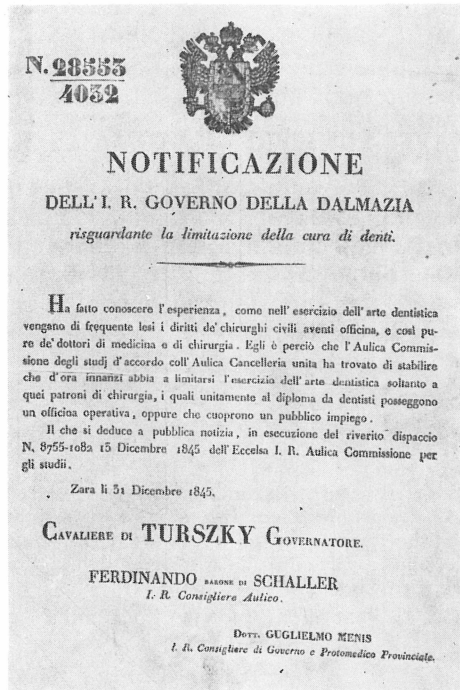 N. 28553
4032
NOTIFICAZIONE
DELL'I. R. GOVERNO DELLA DALMAZIA
risguardante la limitazione della cura di denti.
Ha fatto conoscere l'esperienza, come nell'esercizio dell'arte dentistica
vengano di frequente lesi i diritti de' chirurghi civili aventi officina, e così pu-
re de' dottori di medicina e di chirurgia. Egli è perciò che l'Aulica Commis-
sione degli studj d'accordo coll'Aulica Cancelleria unita ha trovato di stabilire
che d'ora innanzi abbia a limitarsi l'esercizio dell'arte dentistica soltanto a
quei patroni di chirurgia, i quali unitamente al diploma da dentisti posseggono
un officina operativa, oppure che cuoprono un pubblico impiego.
Il che si deduce a pubblica notizia, in esecuzione del riverito dispaccio
N. 8755-1082 13 Dicembre 1845 dell'Eccelsa I. R. Aulica Commissione per
gli studii.
Zara li 31 Dicembre 1845.
CAVALIERE DI TURSZKY GOVERNATORE.
FERDINANDO BARONE DI SCHALLER
I. R. Consigliere Aulico.
DOTT. GUGLIELMO MENIS
I. R. Consigliere di Governo e Protomedico Provinciale.